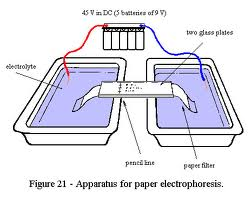 45 V in DC (5 batteries of 9 V)
two glass plates
electrolyte
pencil line
paper filter
Figure 21 - Apparatus for paper electrophoresis.